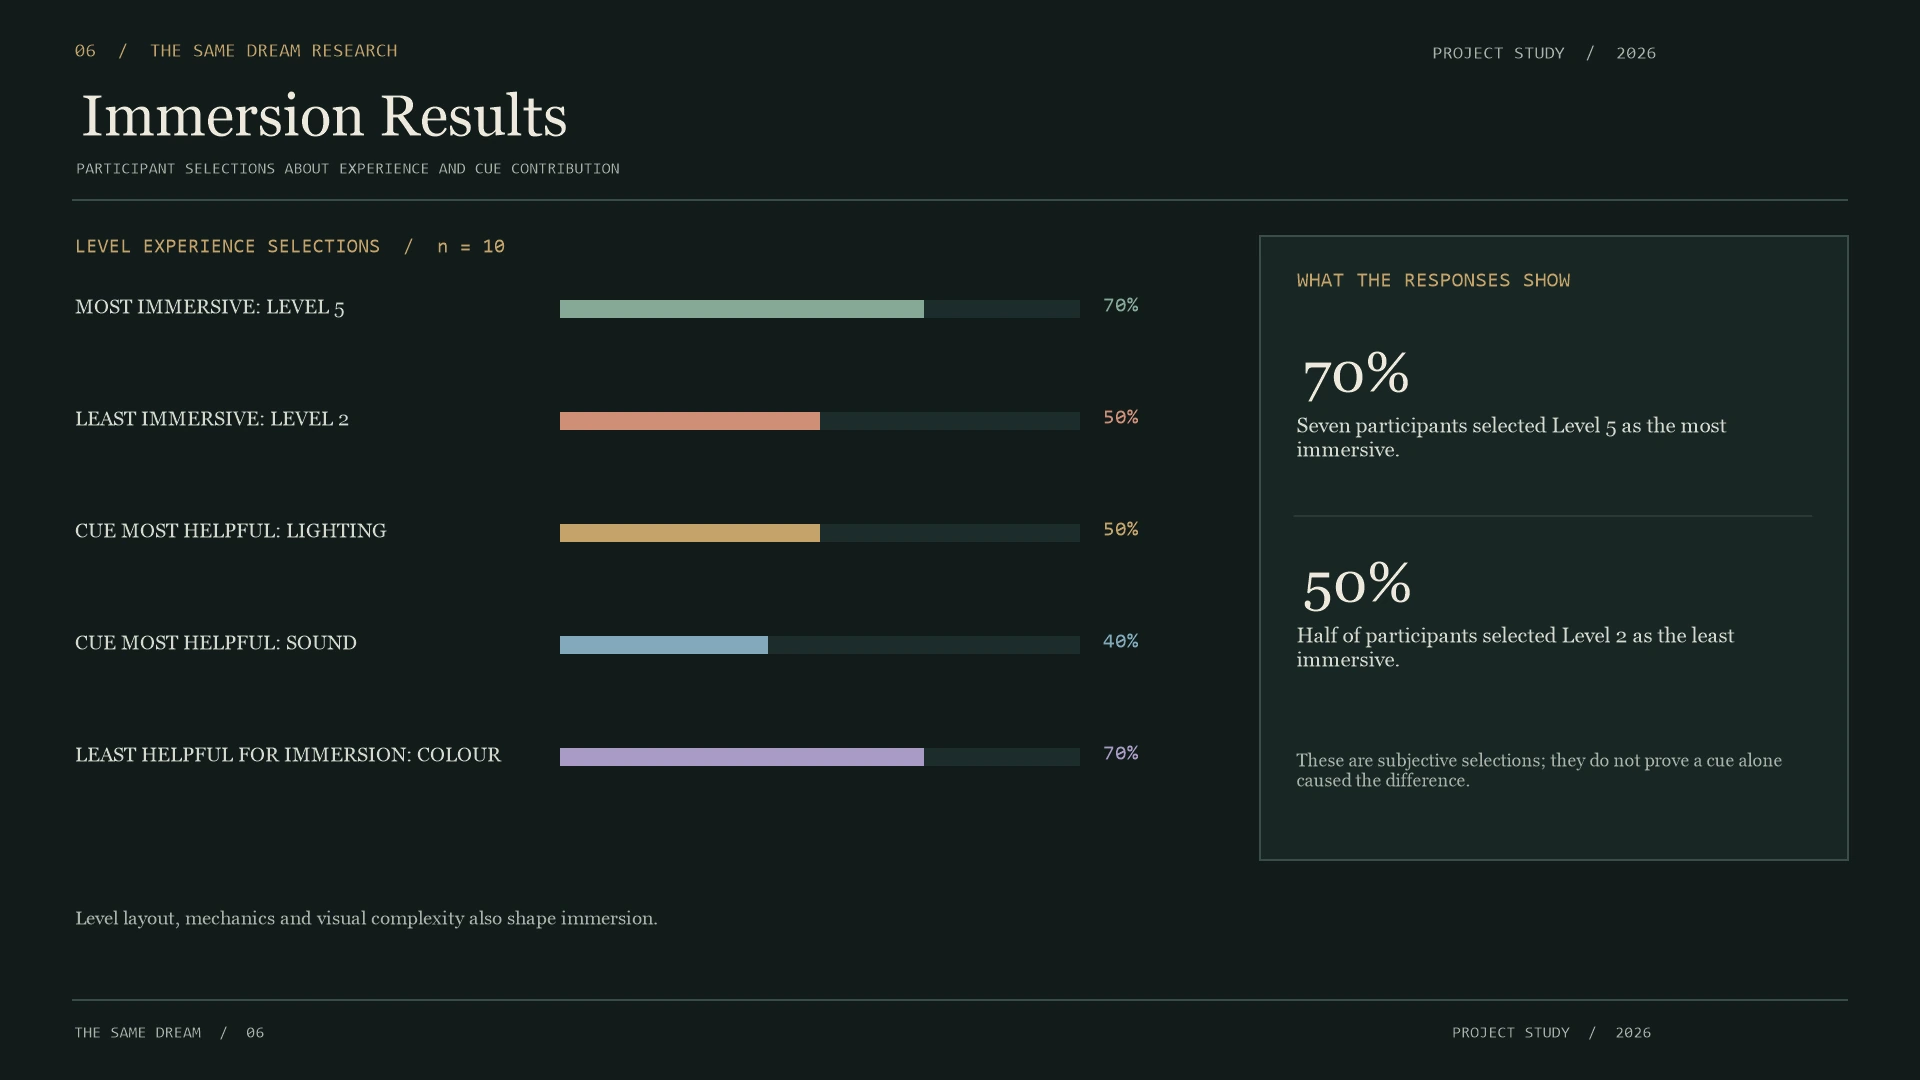 06 / THE SAME DREAM RESEARCH
PROJECT STUDY / 2026
Immersion Results
PARTICIPANT SELECTIONS ABOUT EXPERIENCE AND CUE CONTRIBUTION
LEVEL EXPERIENCE SELECTIONS / n = 10
MOST IMMERSIVE: LEVEL 5 70%
LEAST IMMERSIVE: LEVEL 2 50%
CUE MOST HELPFUL: LIGHTING 50%
CUE MOST HELPFUL: SOUND 40%
LEAST HELPFUL FOR IMMERSION: COLOUR 70%
WHAT THE RESPONSES SHOW
70%
Seven participants selected Level 5 as the most
immersive.
50%
Half of participants selected Level 2 as the least
immersive.
These are subjective selections; they do not prove a cue alone
caused the difference.
Level layout, mechanics and visual complexity also shape immersion.
THE SAME DREAM / 06
PROJECT STUDY / 2026